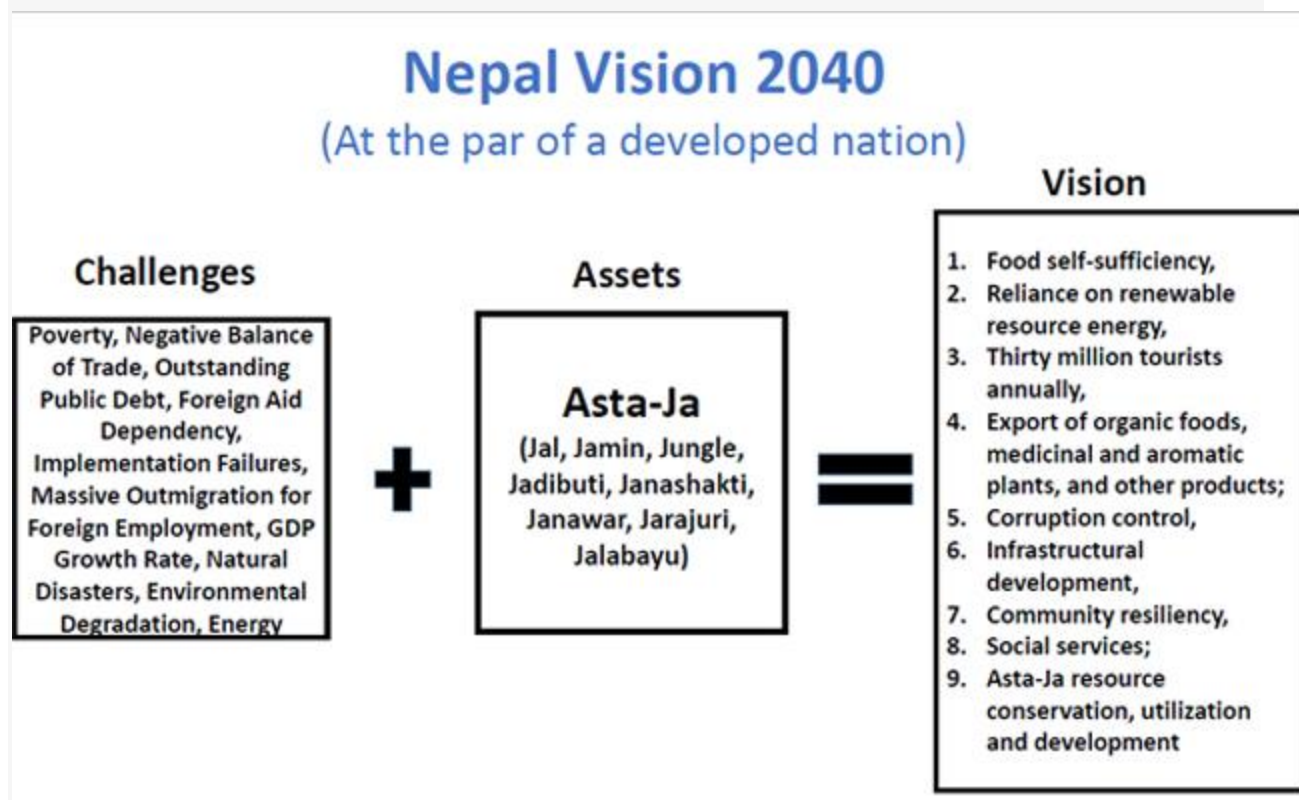 Nepal Vision 2040
(At the par of a developed nation)
Challenges
Poverty, Negative Balance
of Trade, Outstanding
Public Debt, Foreign Aid
Dependency,
Implementation Failures,
Massive Outmigration for
Foreign Employment, GDP
Growth Rate, Natural
Disasters, Environmental
Degradation, Energy
Assets
Asta-Ja
(Jal, Jamin, Jungle,
Jadibuti, Janashakti,
Janawar, Jarajuri,
Jalabayu)
Vision
1. Food self-sufficiency,
2. Reliance on renewable
resource energy,
3. Thirty million tourists
annually,
4. Export of organic foods,
medicinal and aromatic
plants, and other products;
5. Corruption control,
6. Infrastructural
development,
7. Community resiliency,
8. Social services;
9. Asta-Ja resource
conservation, utilization
and development